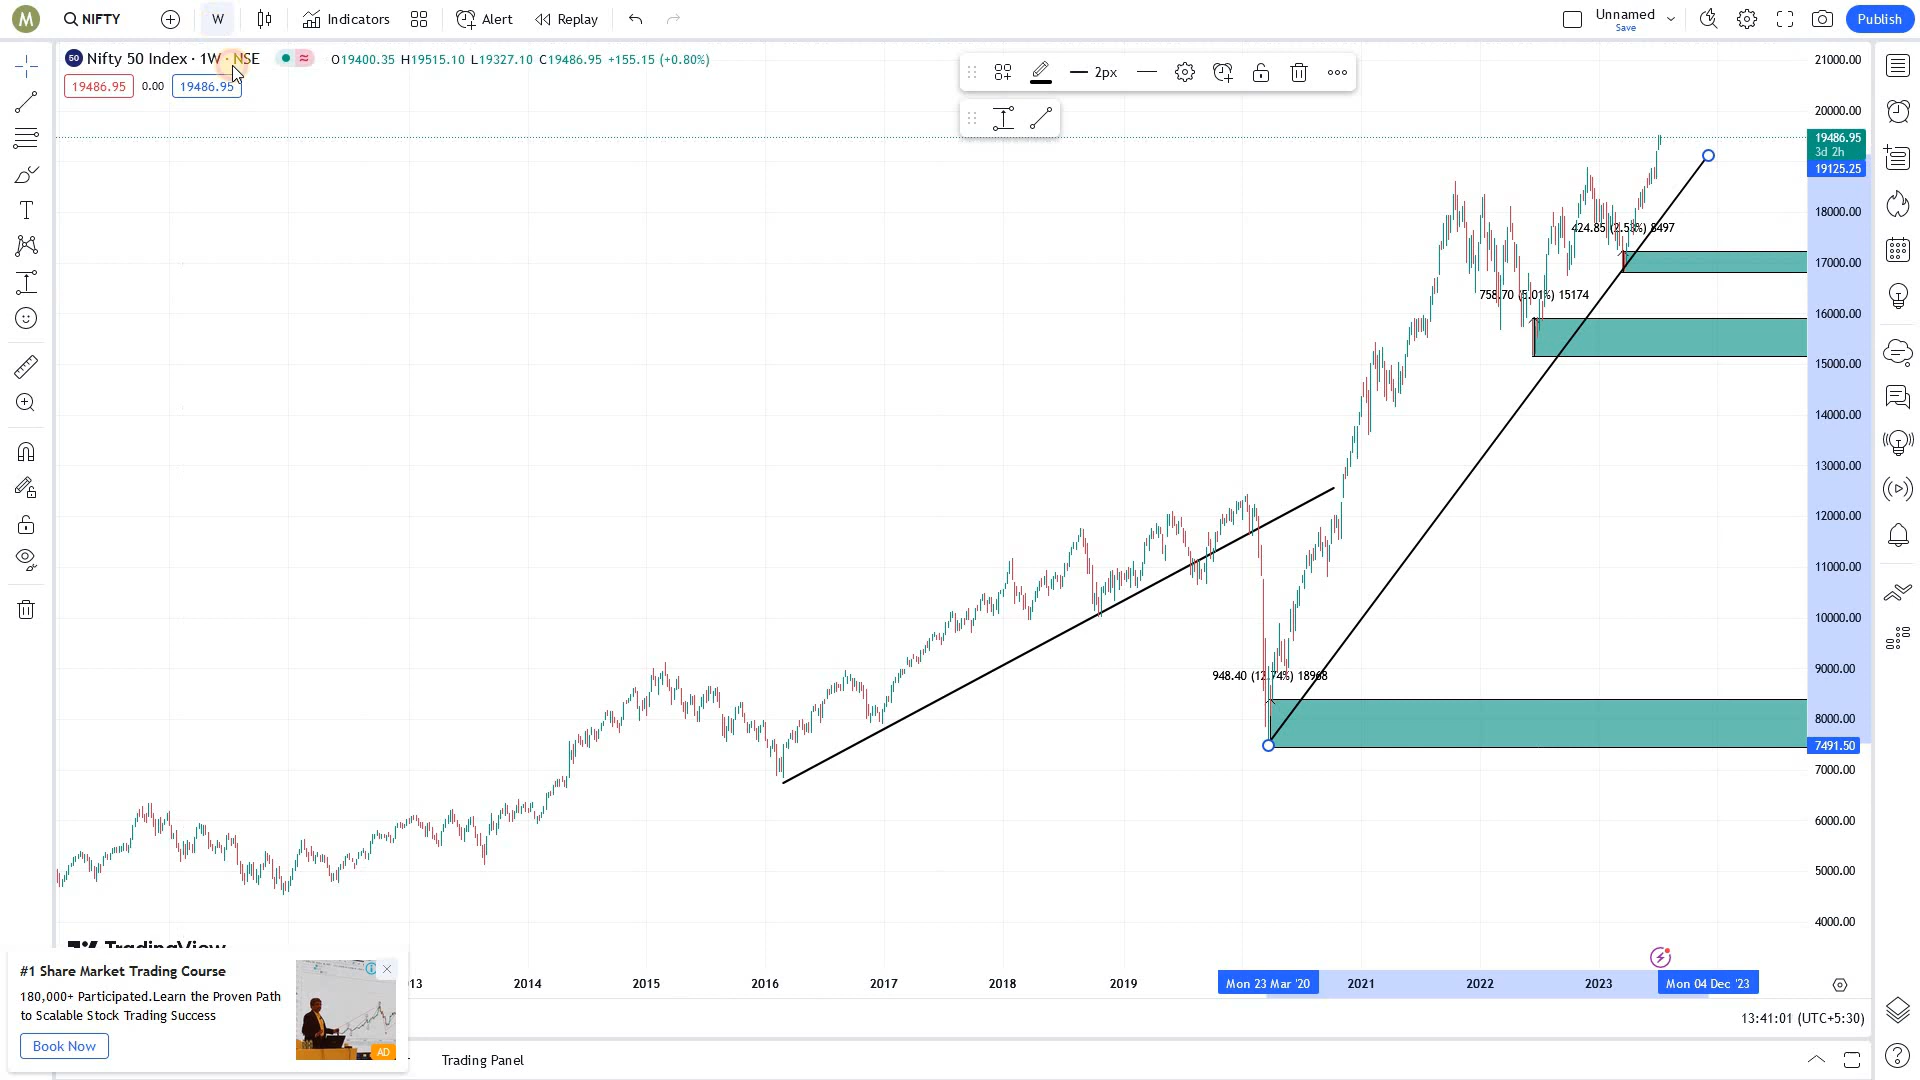 M
NIFTY
W
Indicators
Alert
Replay
Unnamed
Save
Publish
50
Nifty 50 Index · 1W · NSE
O19400.35 H19515.10 L19327.10 C19486.95 +155.15 (+0.80%)
19486.95
0.00
19486.95
2px
21000.00
20000.00
19486.95
3d 2h
19125.25
18000.00
17000.00
16000.00
15000.00
14000.00
13000.00
12000.00
11000.00
10000.00
9000.00
8000.00
7491.50
7000.00
6000.00
5000.00
4000.00
424.85 (2.53%) 8497
758.70 (5.01%) 15174
948.40 (12.74%) 18968
TradingView
#1 Share Market Trading Course
180,000+ Participated.Learn the Proven Path
to Scalable Stock Trading Success
Book Now
AD
13
2014
2015
2016
2017
2018
2019
Mon 23 Mar '20
2021
2022
2023
Mon 04 Dec '23
13:41:01 (UTC+5:30)
Trading Panel